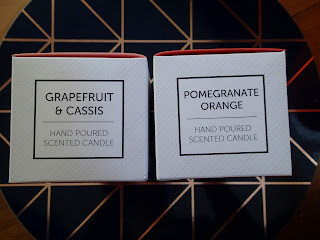 GRAPEFRUIT
& CASSIS
HAND POURED
SCENTED CANDLE
POMEGRANATE
ORANGE
HAND POURED
SCENTED CANDLE